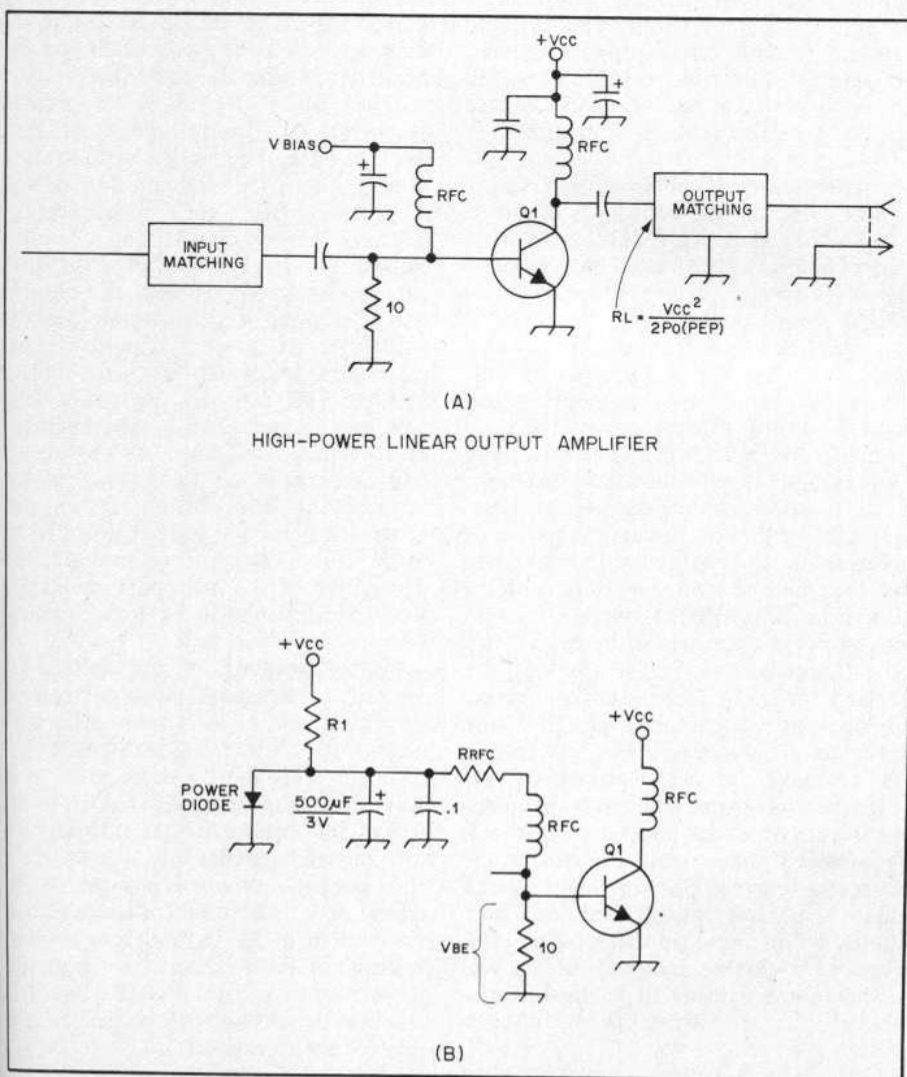 +VCC
V BIAS
+
+
RFC
RFC
Q1
INPUT MATCHING
OUTPUT MATCHING
10
RL = VCC²
2Po(PEP)
(A)
HIGH-POWER LINEAR OUTPUT AMPLIFIER
+VCC
R1
+VCC
POWER DIODE
500µF
3V
+
.1
RRFC
RFC
RFC
Q1
VBE
10
(B)